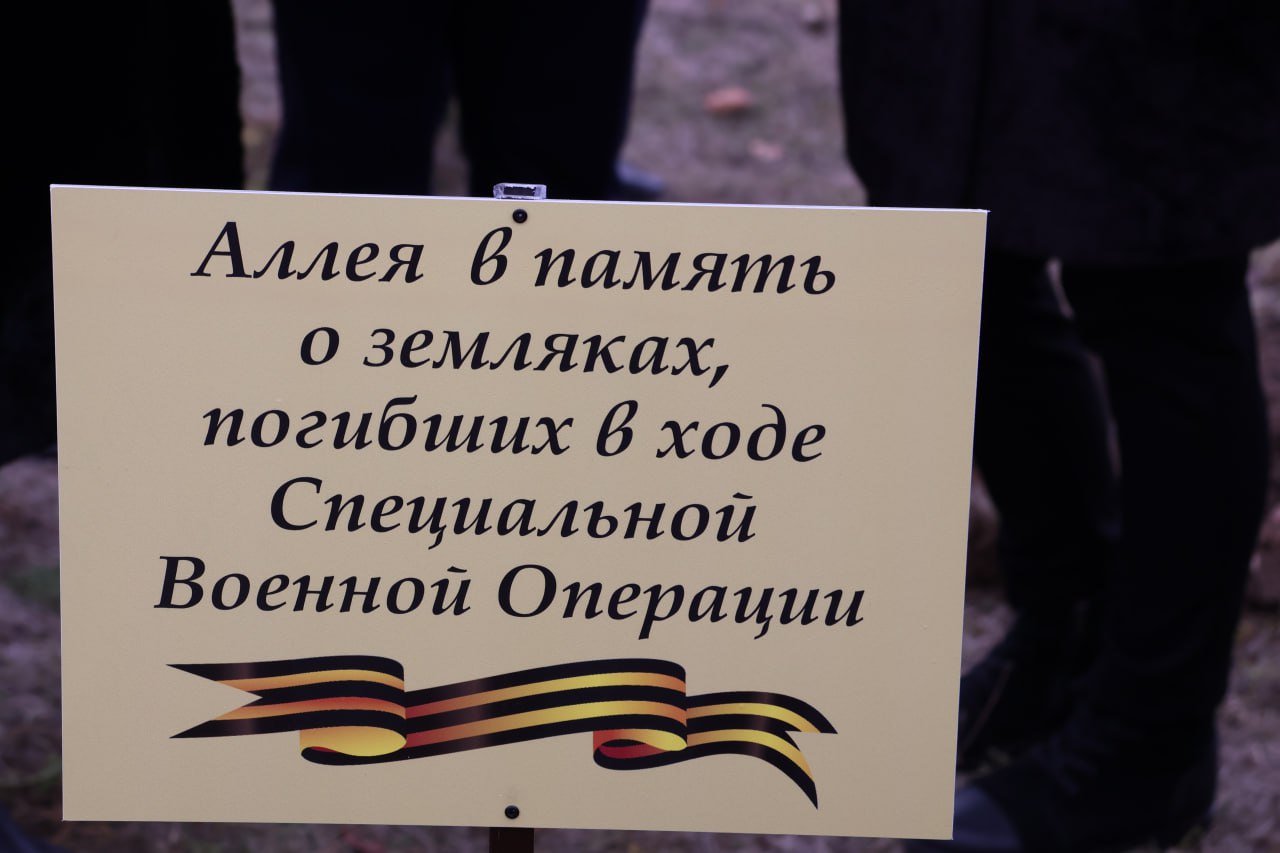 Аллея в память
о земляках,
погибших в ходе
Специальной
Военной Операции